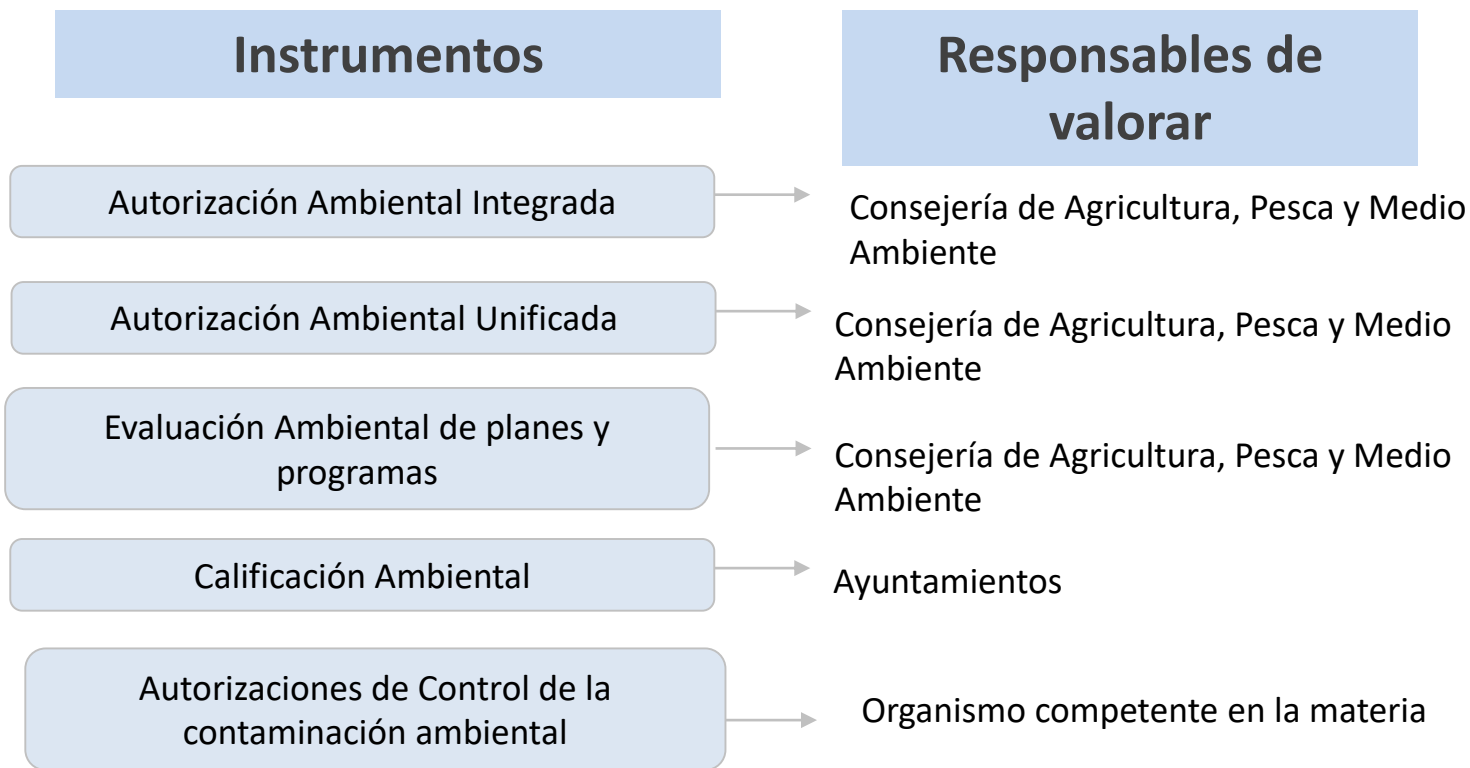 Instrumentos
Responsables de
valorar
Autorización Ambiental Integrada
Consejería de Agricultura, Pesca y Medio
Ambiente
Autorización Ambiental Unificada
Consejería de Agricultura, Pesca y Medio
Ambiente
Evaluación Ambiental de planes y
programas
Consejería de Agricultura, Pesca y Medio
Ambiente
Calificación Ambiental
Ayuntamientos
Autorizaciones de Control de la
contaminación ambiental
Organismo competente en la materia